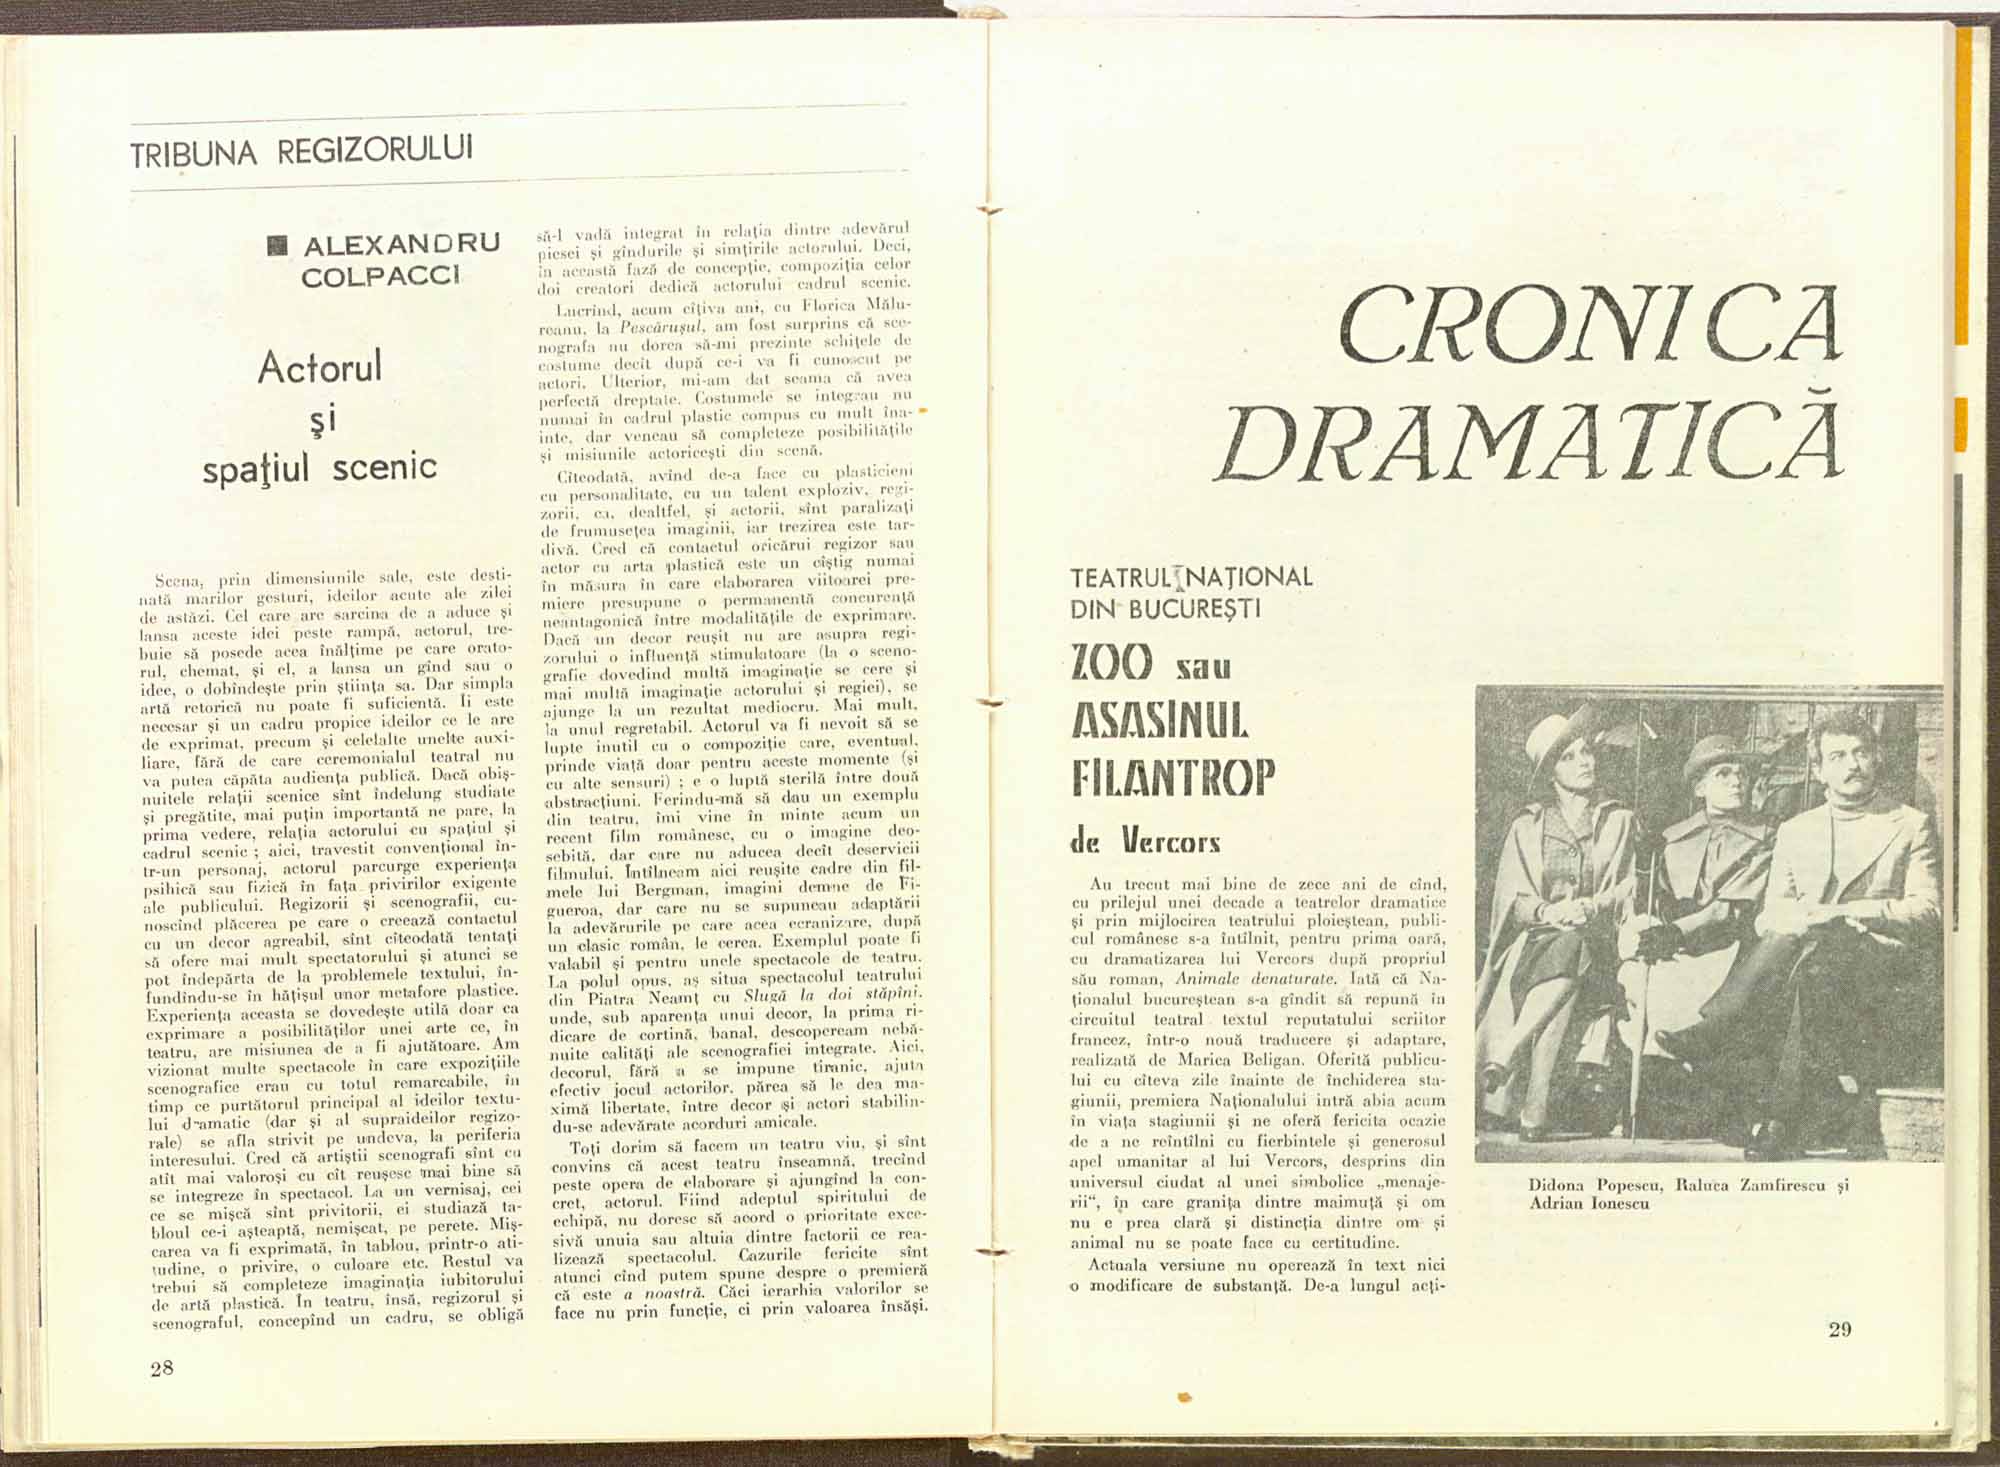 TRIBUNA REGIZORULUI
ALEXANDRU
COLPACCI
Actorul
şi
spaţiul scenic
Scena, prin dimensiunile sale, este desti-
nată marilor gesturi, ideilor acute ale zilei
de astăzi. Cel care are sarcina de a aduce şi
lansa aceste idei peste rampă, actorul, tre-
buie să posede acea înălţime pe care orato-
rul, chemat, şi el, a lansa un gînd sau o
idee, o dobîndeşte prin ştiinţa sa. Dar simpla
artă retorică nu poate fi suficientă. Îi este
necesar şi un cadru propice ideilor ce le are
de exprimat, precum şi celelalte unelte auxi-
liare, fără de care ceremonialul teatral nu
va putea căpăta audienţa publică. Dacă obiş-
nuitele relaţii scenice sînt îndelung studiate
şi pregătite, mai puţin importantă ne pare, la
prima vedere, relaţia actorului cu spaţiul şi
cadrul scenic ; aici, travestit convenţional în-
tr-un personaj, actorul parcurge experienţa
psihică sau fizică în faţa privirilor exigente
ale publicului. Regizorii şi scenografii, cu-
noscînd plăcerea pe care o creează contactul
cu un decor agreabil, sînt cîteodată tentaţi
să ofere mai mult spectatorului şi atunci se
pot îndepărta de la problemele textului, în-
fundîndu-se în hăţişul unor metafore plastice.
Experienţa aceasta se dovedeşte utilă doar ca
exprimare a posibilităţilor unei arte ce, în
teatru, are misiunea de a fi ajutătoare. Am
vizionat multe spectacole în care expoziţiile
scenografice erau cu totul remarcabile, în
timp ce purtătorul principal al ideilor textu-
lui dramatic (dar şi al supraideilor regizo-
rale) se afla strivit pe undeva, la periferia
interesului. Cred că artiştii scenografi sînt cu
atît mai valoroşi cu cît reuşesc mai bine să
se integreze în spectacol. La un vernisaj, cei
ce se mişcă sînt privitorii, ei studiază ta-
bloul ce-i aşteaptă, nemişcat, pe perete. Miş-
carea va fi exprimată, în tablou, printr-o ati-
tudine, o privire, o culoare etc. Restul va
trebui să completeze imaginaţia iubitorului
de artă plastică. În teatru, însă, regizorul şi
scenograful, concepînd un cadru, se obligă
să-l vadă integrat în relaţia dintre adevărul
piesei şi gîndurile şi simţirile actorului. Deci,
în această fază de concepţie, compoziţia celor
doi creatori dedică actorului cadrul scenic.
Lucrînd, acum cîţiva ani, cu Florica Mălu-
reanu, la Pescăruşul, am fost surprins că sce-
nografa nu dorea să-mi prezinte schiţele de
costume decît după ce-i va fi cunoscut pe
actori. Ulterior, mi-am dat seama că avea
perfectă dreptate. Costumele se integrau nu
numai în cadrul plastic compus cu mult îna-
inte, dar veneau să completeze posibilităţile
şi misiunile actoriceşti din scenă.
Cîteodată, avînd de-a face cu plasticieni
cu personalitate, cu un talent exploziv, regi-
zorii, ca, dealtfel, şi actorii, sînt paralizaţi
de frumuseţea imaginii, iar trezirea este tar-
divă. Cred că contactul oricărui regizor sau
actor cu arta plastică este un cîştig numai
în măsura în care elaborarea viitoarei pre-
miere presupune o permanentă concurenţă
neantagonică între modalităţile de exprimare.
Dacă un decor reuşit nu are asupra regi-
zorului o influenţă stimulatoare (la o sceno-
grafie dovedind multă imaginaţie se cere şi
mai multă imaginaţie actorului şi regiei), se
ajunge la un rezultat mediocru. Mai mult,
la unul regretabil. Actorul va fi nevoit să se
lupte inutil cu o compoziţie care, eventual,
prinde viaţă doar pentru aceste momente (şi
cu alte sensuri) ; e o luptă sterilă între două
abstracţiuni. Ferindu-mă să dau un exemplu
din teatru, îmi vine în minte acum un
recent film românesc, cu o imagine deo-
sebită, dar care nu aducea decît deservicii
filmului. Întîlneam aici reuşite cadre din fil-
mele lui Bergman, imagini demne de Fi-
gueroa, dar care nu se supuneau adaptării
la adevărurile pe care acea ecranizare, după
un clasic român, le cerea. Exemplul poate fi
valabil şi pentru unele spectacole de teatru.
La polul opus, aş situa spectacolul teatrului
din Piatra Neamţ cu Slugă la doi stăpîni,
unde, sub aparenţa unui decor, la prima ri-
dicare de cortină, banal, descopeream nebă-
nuite calităţi ale scenografiei integrate. Aici,
decorul, fără a se impune tiranic, ajuta
efectiv jocul actorilor, părea să le dea ma-
ximă libertate, între decor şi actori stabilin-
du-se adevărate acorduri amicale.
Toţi dorim să facem un teatru viu, şi sînt
convins că acest teatru înseamnă, trecînd
peste opera de elaborare şi ajungînd la con-
cret, actorul. Fiind adeptul spiritului de
echipă, nu doresc să acord o prioritate exce-
sivă unuia sau altuia dintre factorii ce rea-
lizează spectacolul. Cazurile fericite sînt
atunci cînd putem spune despre o premieră
că este a noastră. Căci ierarhia valorilor se
face nu prin funcţie, ci prin valoarea însăşi.
28
CRONICA
DRAMATICĂ
TEATRUL NAŢIONAL
DIN BUCUREŞTI
ZOO sau
ASASINUL
FILANTROP
de Vercors
Au trecut mai bine de zece ani de cînd,
cu prilejul unei decade a teatrelor dramatice
şi prin mijlocirea teatrului ploieştean, publi-
cul românesc s-a întîlnit, pentru prima oară,
cu dramatizarea lui Vercors după propriul
său roman, Animale denaturate. Iată că Na-
ţionalul bucureştean s-a gîndit să repună în
circuitul teatral textul reputatului scriitor
francez, într-o nouă traducere şi adaptare,
realizată de Marica Beligan. Oferită publicu-
lui cu cîteva zile înainte de închiderea sta-
giunii, premiera Naţionalului intră abia acum
în viaţa stagiunii şi ne oferă fericita ocazie
de a ne reîntîlni cu fierbintele şi generosul
apel umanitar al lui Vercors, desprins din
universul ciudat al unei simbolice „menaje-
rii“, în care graniţa dintre maimuţă şi om
nu e prea clară şi distincţia dintre om şi
animal nu se poate face cu certitudine.
Actuala versiune nu operează în text nici
o modificare de substanţă. De-a lungul acţi-
Didona Popescu, Raluca Zamfirescu şi
Adrian Ionescu
29